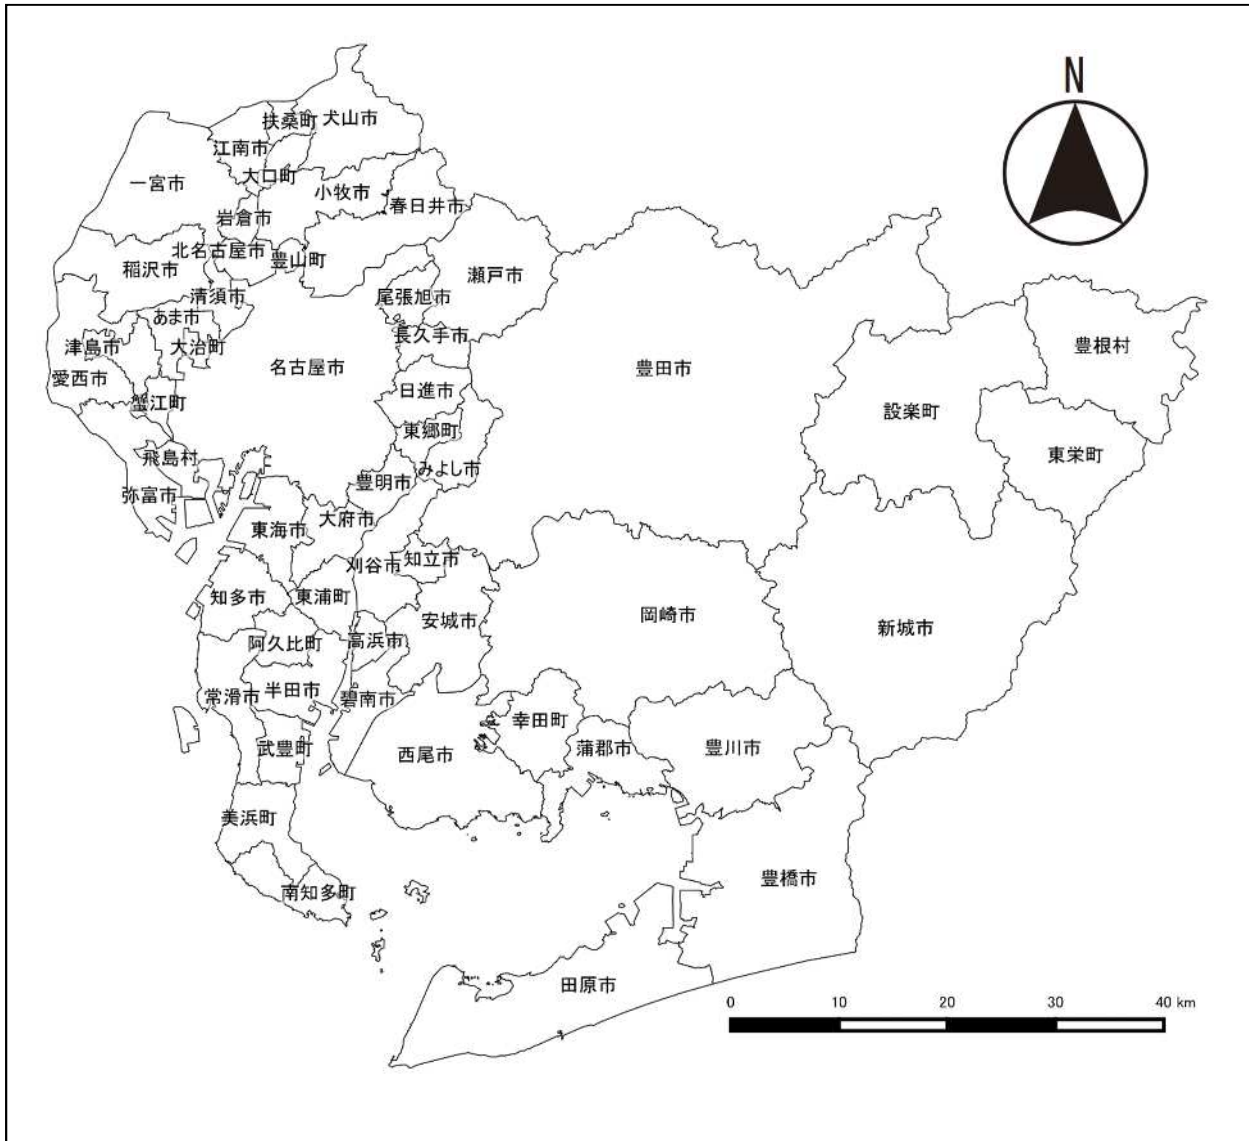 N
扶桑町
犬山市
江南市
大口町
一宮市
小牧市
春日井市
岩倉市
北名古屋市
豊山町
稲沢市
瀬戸市
清須市
尾張旭市
あま市
長久手市
津島市
大治町
豊根村
名古屋市
豊田市
愛西市
日進市
蟹江町
設楽町
東郷町
東栄町
飛島村
みよし市
豊明市
弥富市
大府市
東海市
知立市
刈谷市
知多市
東浦町
岡崎市
安城市
新城市
阿久比町
高浜市
半田市
常滑市
碧南市
幸田町
武豊町
西尾市
蒲郡市
豊川市
美浜町
豊橋市
南知多町
田原市
0 10 20 30 40 km